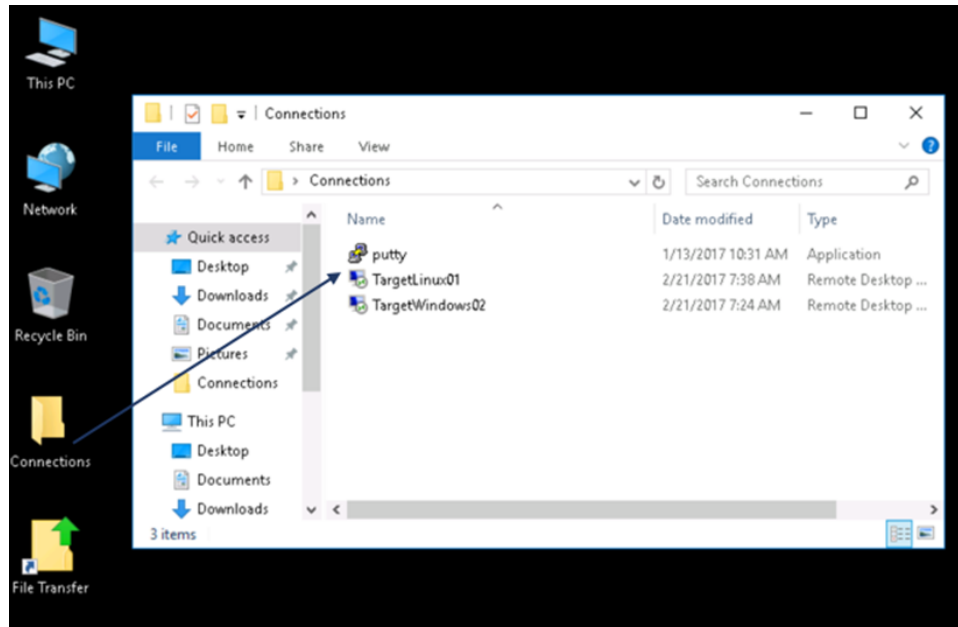 This PC
Network
Recycle Bin
Connections
File Transfer
Connections
File Home Share View
Connections
Search Connections
Name Date modified Type
Quick access
Desktop
Downloads
Documents
Pictures
Connections
This PC
Desktop
Documents
Downloads
putty 1/13/2017 10:31 AM Application
TargetLinux01 2/21/2017 7:38 AM Remote Desktop ...
TargetWindows02 2/21/2017 7:24 AM Remote Desktop ...
3 items